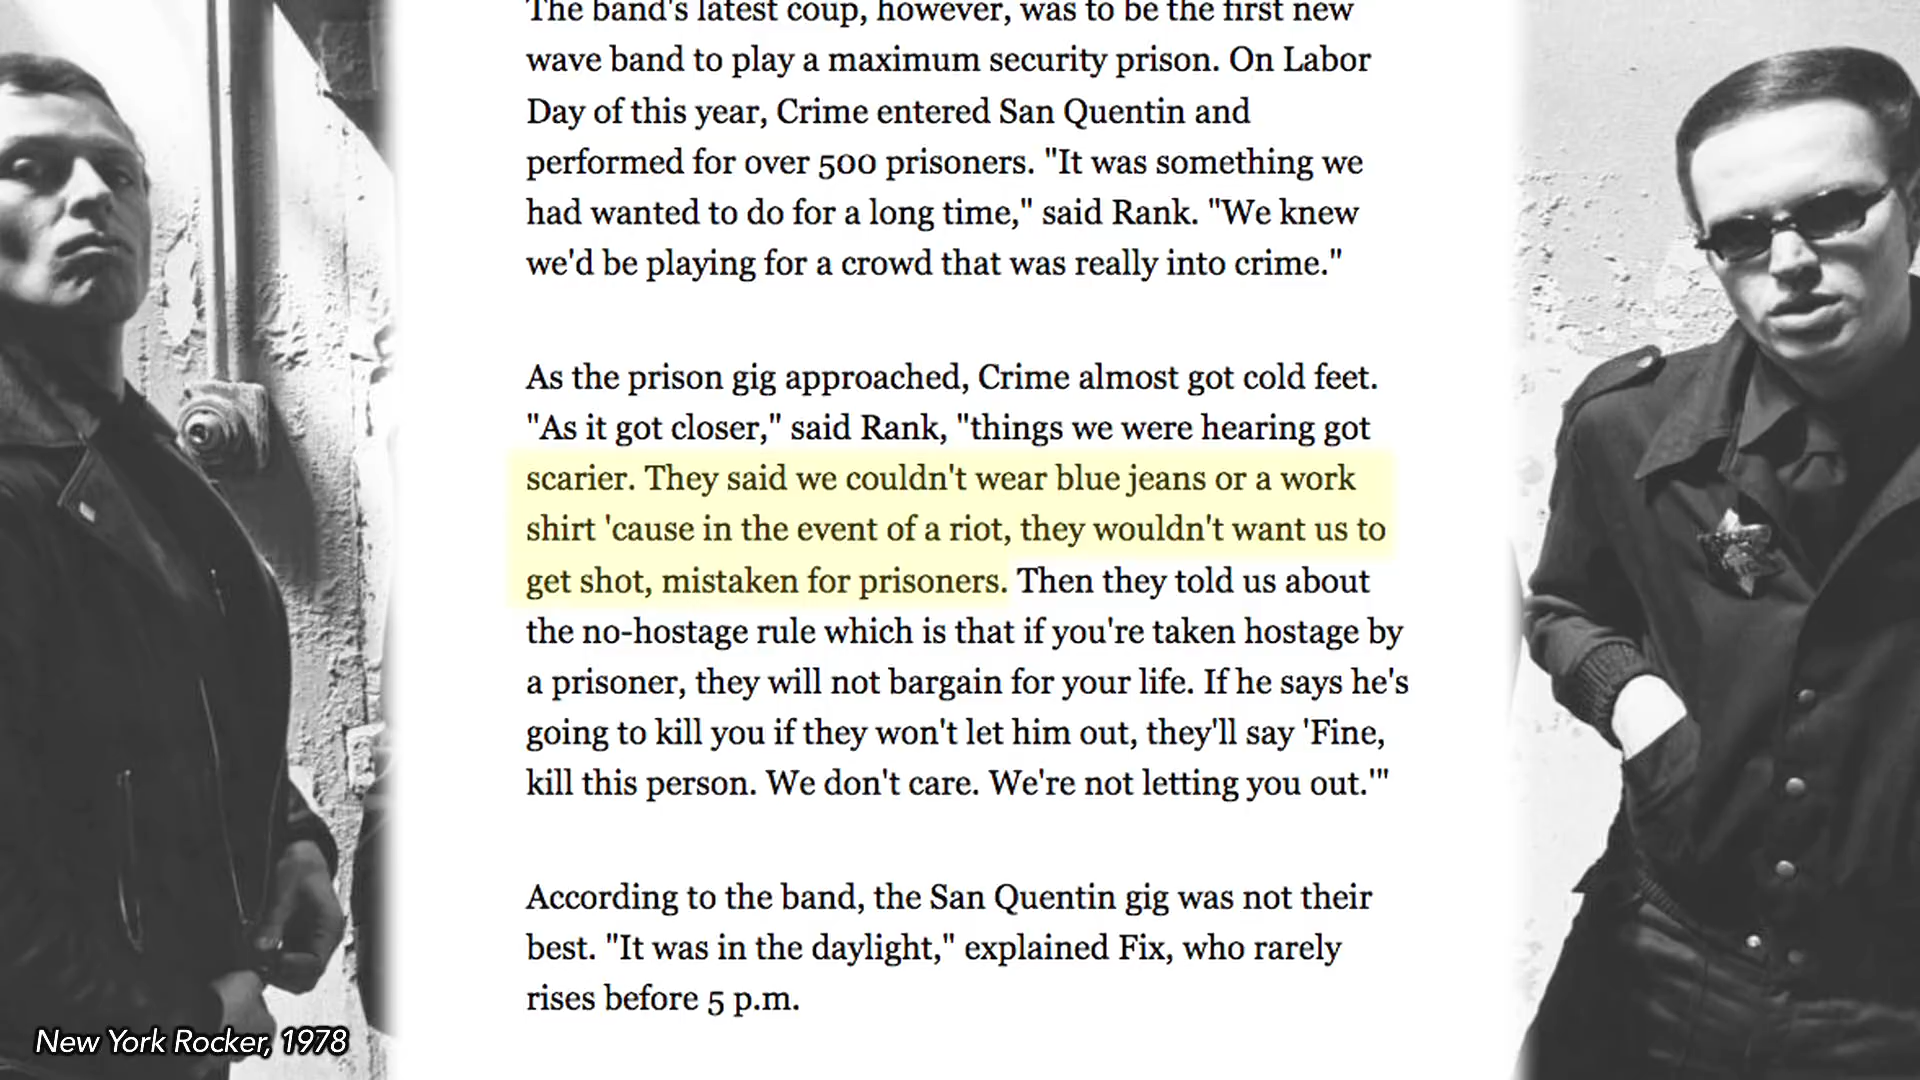 The band's latest coup, however, was to be the first new
wave band to play a maximum security prison. On Labor
Day of this year, Crime entered San Quentin and
performed for over 500 prisoners. "It was something we
had wanted to do for a long time," said Rank. "We knew
we'd be playing for a crowd that was really into crime."
As the prison gig approached, Crime almost got cold feet.
"As it got closer," said Rank, "things we were hearing got
scarier. They said we couldn't wear blue jeans or a work
shirt 'cause in the event of a riot, they wouldn't want us to
get shot, mistaken for prisoners. Then they told us about
the no-hostage rule which is that if you're taken hostage by
a prisoner, they will not bargain for your life. If he says he's
going to kill you if they won't let him out, they'll say 'Fine,
kill this person. We don't care. We're not letting you out.'"
According to the band, the San Quentin gig was not their
best. "It was in the daylight," explained Fix, who rarely
rises before 5 p.m.
New York Rocker, 1978